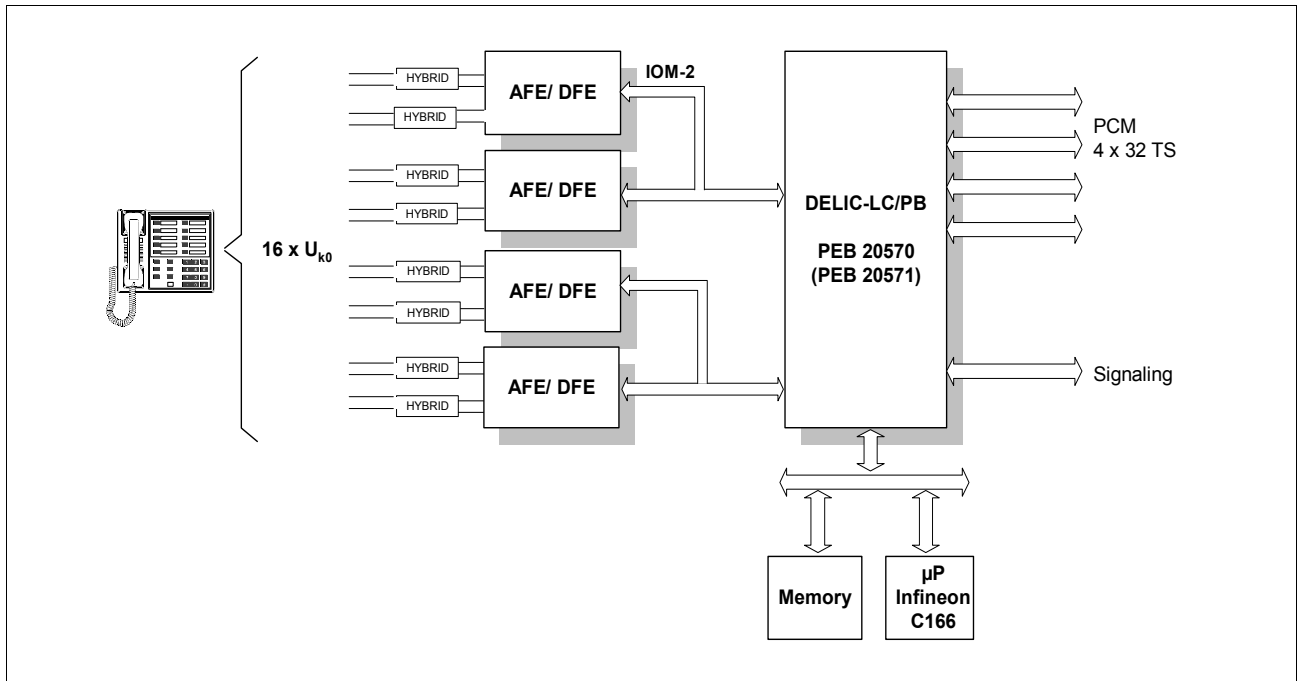 HYBRID
HYBRID
AFE/ DFE
IOM-2
HYBRID
HYBRID
AFE/ DFE
16 x Uk0
HYBRID
HYBRID
AFE/ DFE
HYBRID
HYBRID
AFE/ DFE
DELIC-LC/PB
PEB 20570
(PEB 20571)
PCM
4 x 32 TS
Signaling
Memory
µP
Infineon
C166